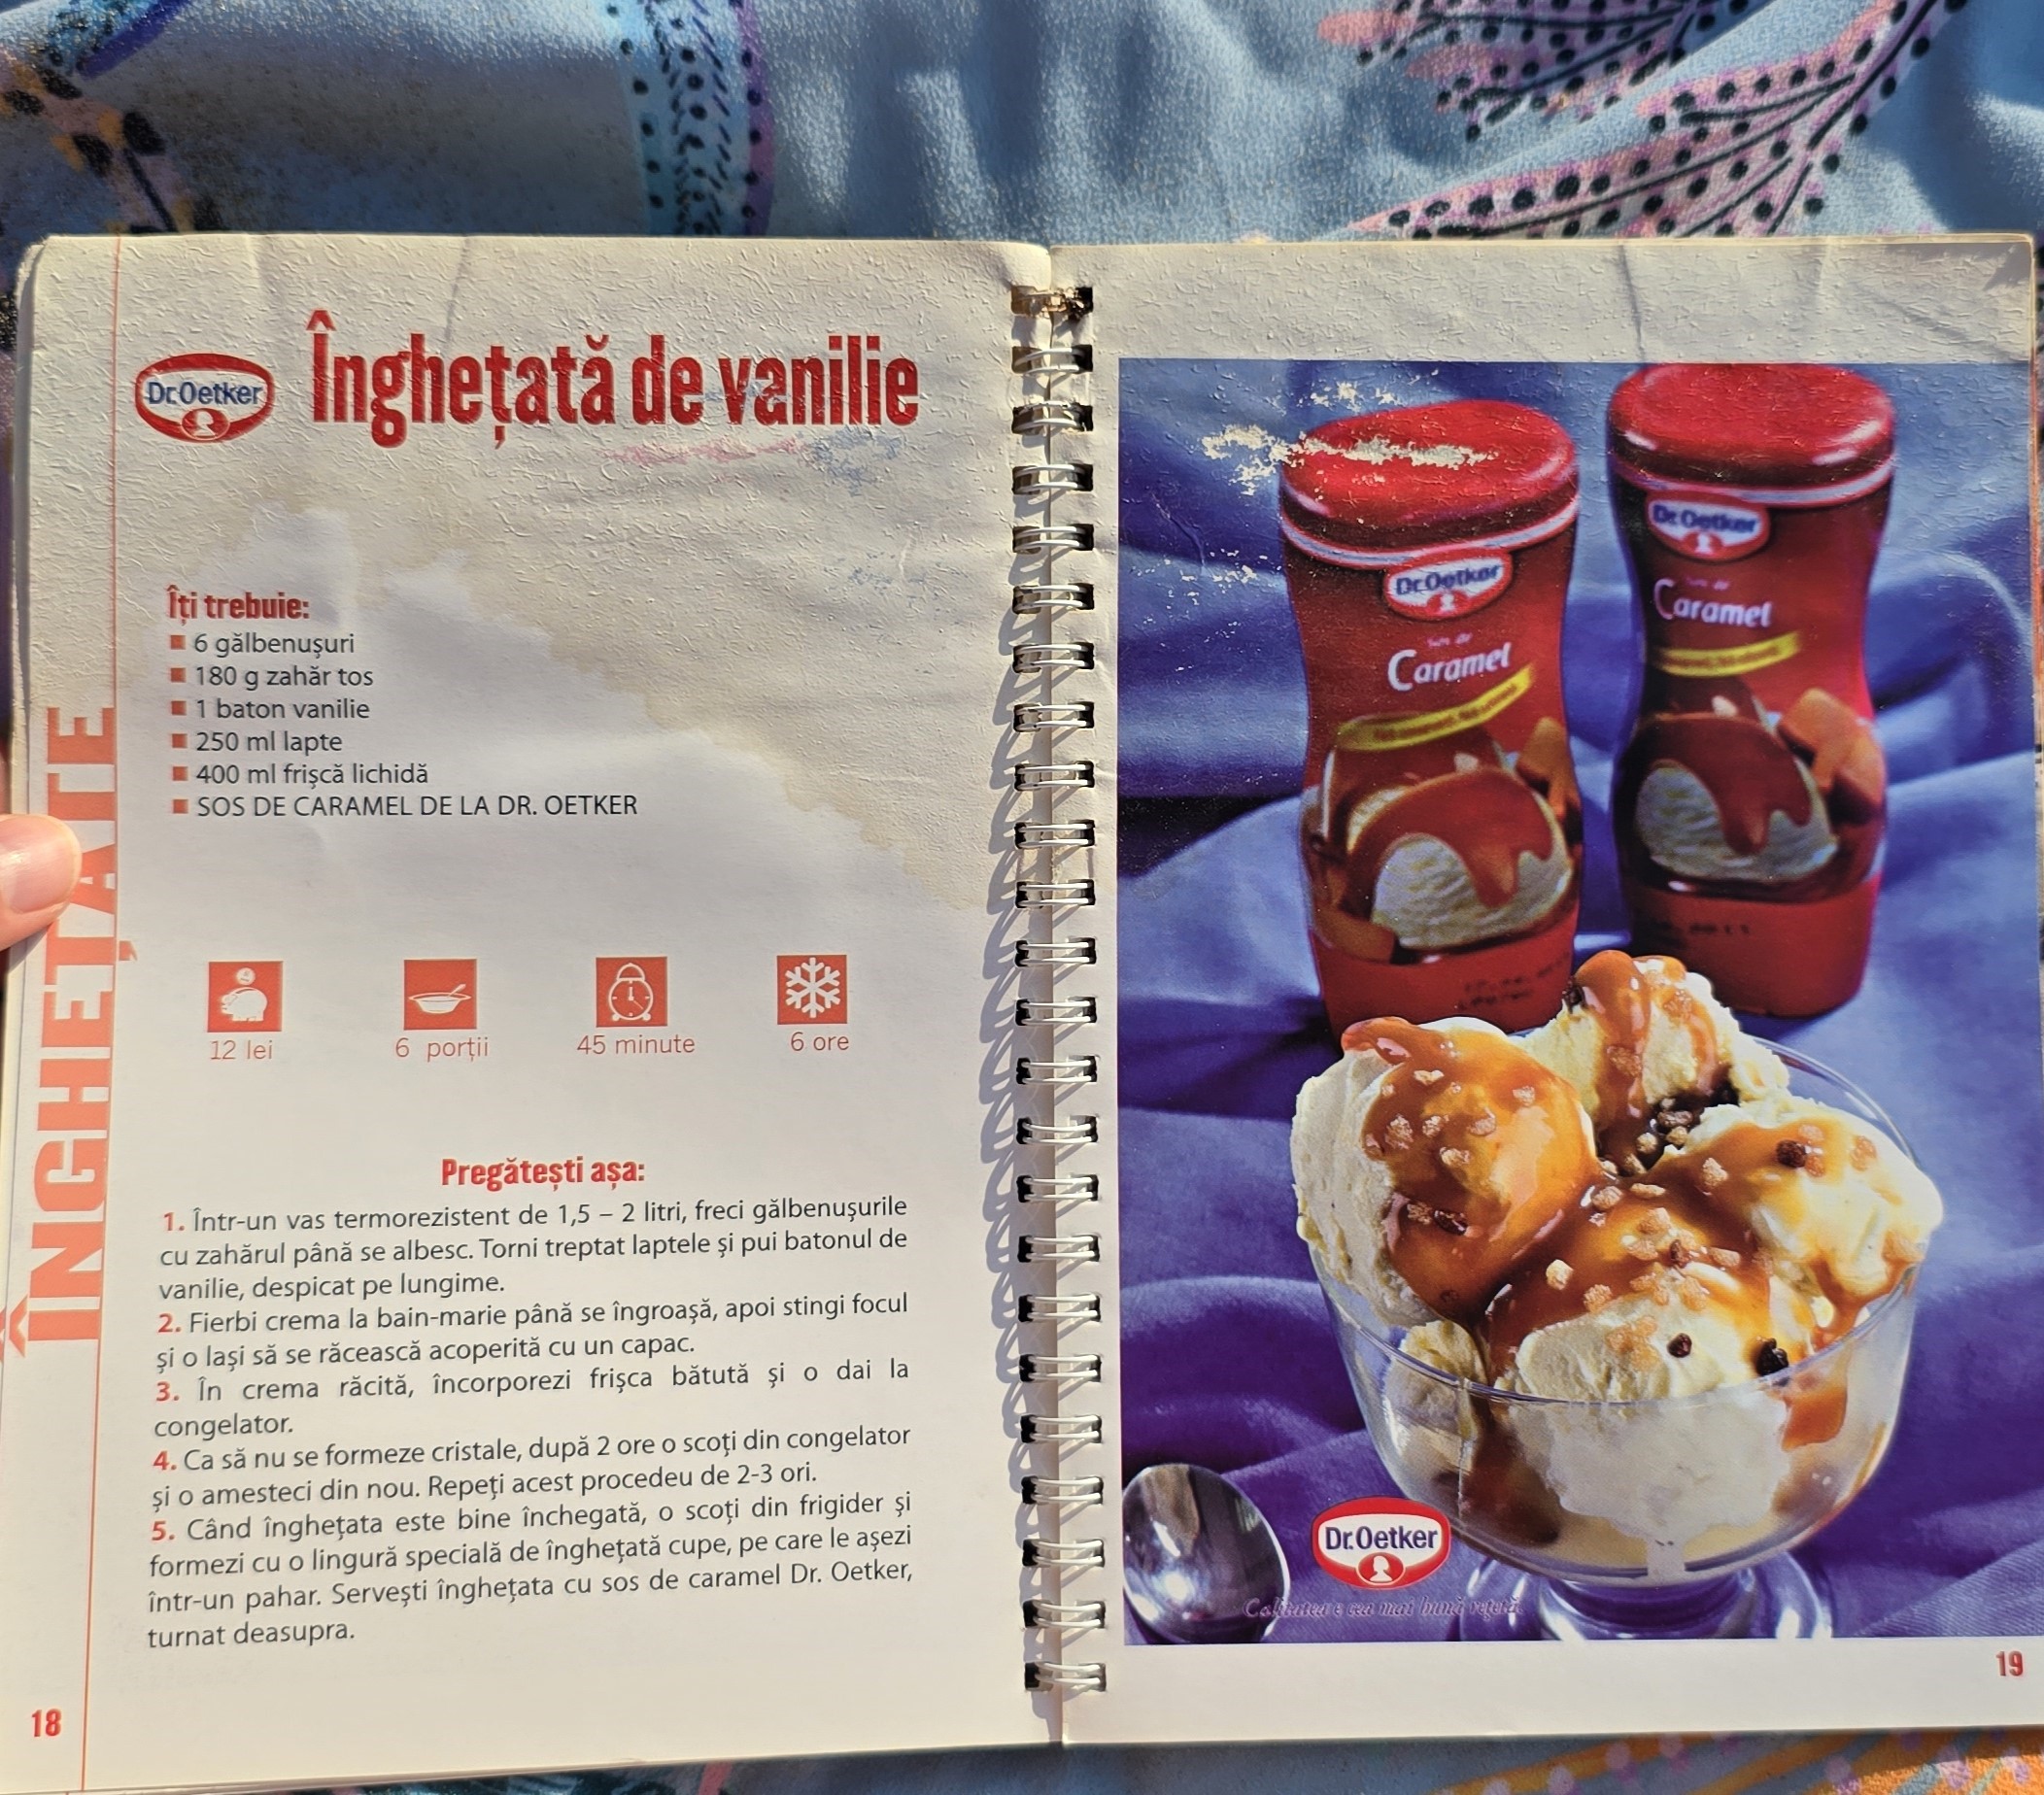 Dr.Oetker
Înghețată de vanilie
Îți trebuie:
6 gălbenușuri
180 g zahăr tos
1 baton vanilie
250 ml lapte
400 ml frișcă lichidă
SOS DE CARAMEL DE LA DR. OETKER
12 lei
6 porții
45 minute
6 ore
Pregătești așa:
1. Într-un vas termorezistent de 1,5 – 2 litri, freci gălbenușurile
cu zahărul până se albesc. Torni treptat laptele și pui batonul de
vanilie, despicat pe lungime.
2. Fierbi crema la bain-marie până se îngroașă, apoi stingi focul
și o lași să se răcească acoperită cu un capac.
3. În crema răcită, încorporezi frișca bătută și o dai la
congelator.
4. Ca să nu se formeze cristale, după 2 ore o scoți din congelator
și o amesteci din nou. Repeți acest procedeu de 2-3 ori.
5. Când înghețata este bine închegată, o scoți din frigider și
formezi cu o lingură specială de înghețată cupe, pe care le așezi
într-un pahar. Servești înghețata cu sos de caramel Dr. Oetker,
turnat deasupra.
ÎNGHEȚATE
18
Dr.Oetker
Sos de
Caramel
Dr.Oetker
Sos de
Caramel
Dr.Oetker
Calitatea e cea mai bună rețetă.
19